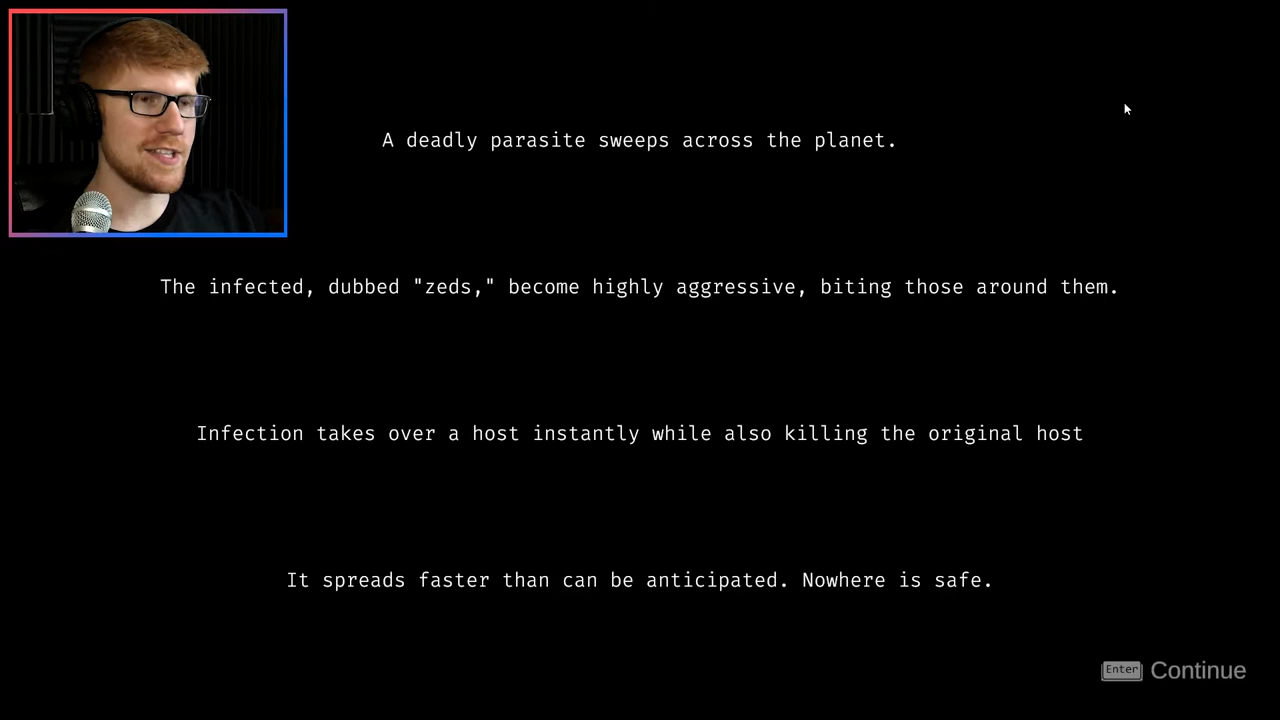 A deadly parasite sweeps across the planet.
The infected, dubbed "zeds," become highly aggressive, biting those around them.
Infection takes over a host instantly while also killing the original host
It spreads faster than can be anticipated. Nowhere is safe.
Enter Continue